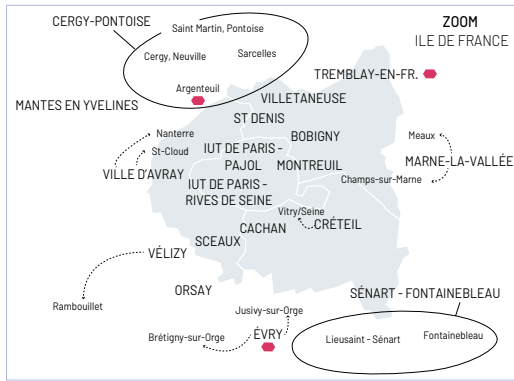 CERGY-PONTOISE
ZOOM
ILE DE FRANCE
Saint Martin, Pontoise
Cergy, Neuville
Sarcelles
Argenteuil
TREMBLAY-EN-FR.
MANTES EN YVELINES
VILLETANEUSE
ST DENIS
Nanterre
BOBIGNY
Meaux
St-Cloud
IUT DE PARIS -
PAJOL
MONTREUIL
MARNE-LA-VALLÉE
VILLE D'AVRAY
Champs-sur-Marne
IUT DE PARIS -
RIVES DE SEINE
Vitry/Seine
CACHAN
CRÉTEIL
SCEAUX
VÉLIZY
ORSAY
SÉNART - FONTAINEBLEAU
Rambouillet
Jusivy-sur-Orge
Brétigny-sur-Orge
ÉVRY
Lieusaint - Sénart
Fontainebleau